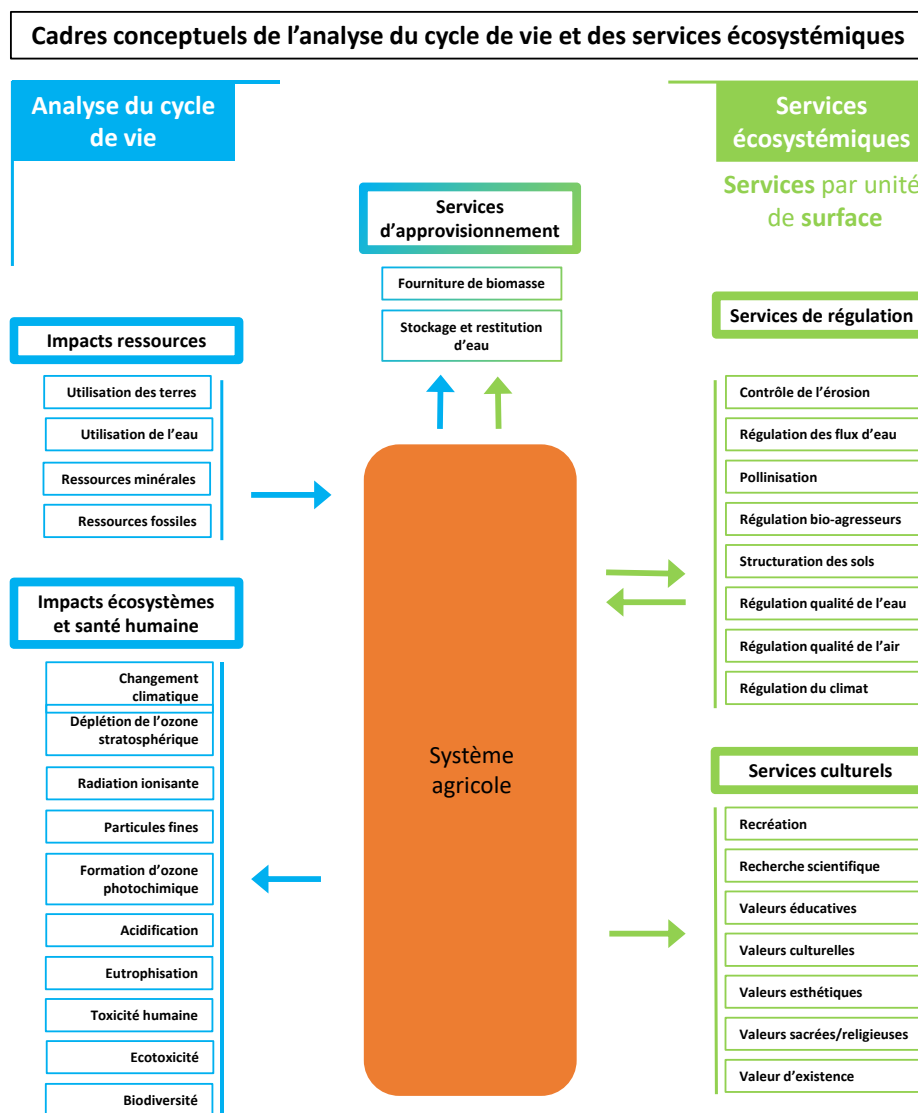 Cadres conceptuels de l’analyse du cycle de vie et des services écosystémiques
Analyse du cycle
de vie
Services
écosystémiques
Services par unité
de surface
Services
d’approvisionnement
Fourniture de biomasse
Stockage et restitution
d’eau
Impacts ressources
Utilisation des terres
Utilisation de l’eau
Ressources minérales
Ressources fossiles
Impacts écosystèmes
et santé humaine
Changement
climatique
Déplétion de l’ozone
stratosphérique
Radiation ionisante
Particules fines
Formation d’ozone
photochimique
Acidification
Eutrophisation
Toxicité humaine
Ecotoxicité
Biodiversité
Système
agricole
Services de régulation
Contrôle de l’érosion
Régulation des flux d’eau
Pollinisation
Régulation bio-agresseurs
Structuration des sols
Régulation qualité de l’eau
Régulation qualité de l’air
Régulation du climat
Services culturels
Recréation
Recherche scientifique
Valeurs éducatives
Valeurs culturelles
Valeurs esthétiques
Valeurs sacrées/religieuses
Valeur d’existence